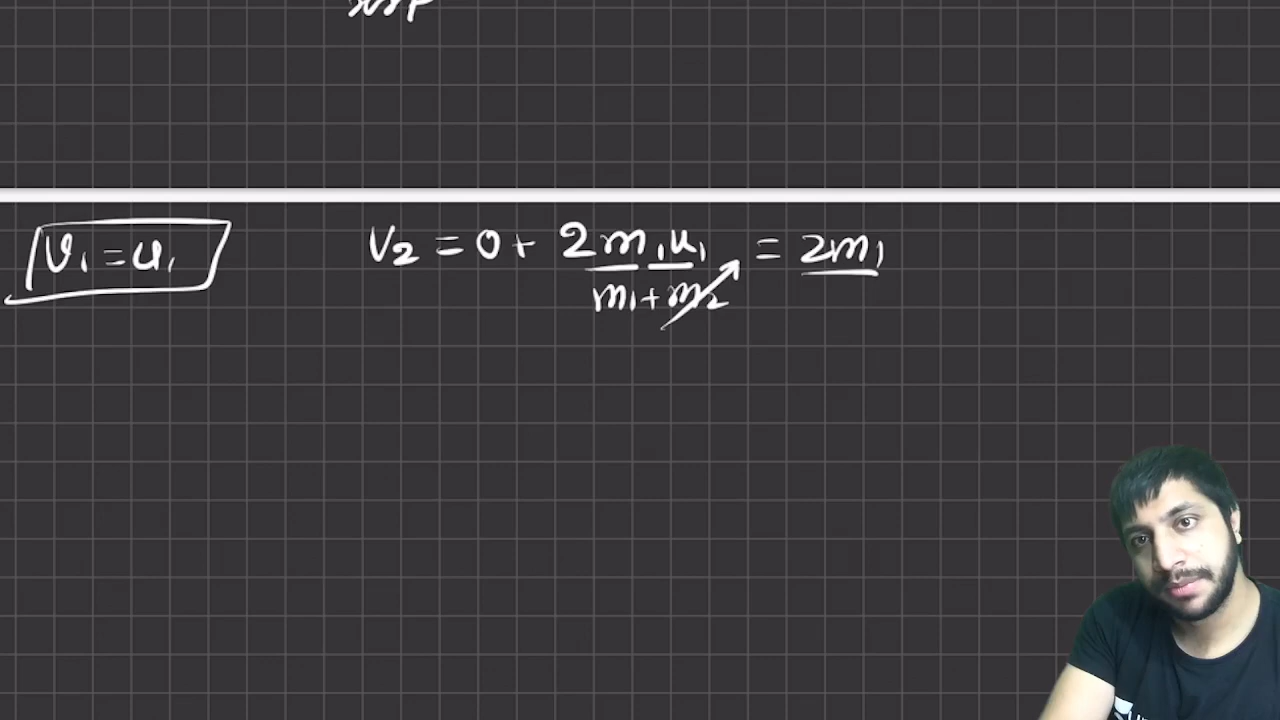 v₁ = u₁
V₂ = 0 + 2m₁u₁ / m₁+m₂ = 2m₁